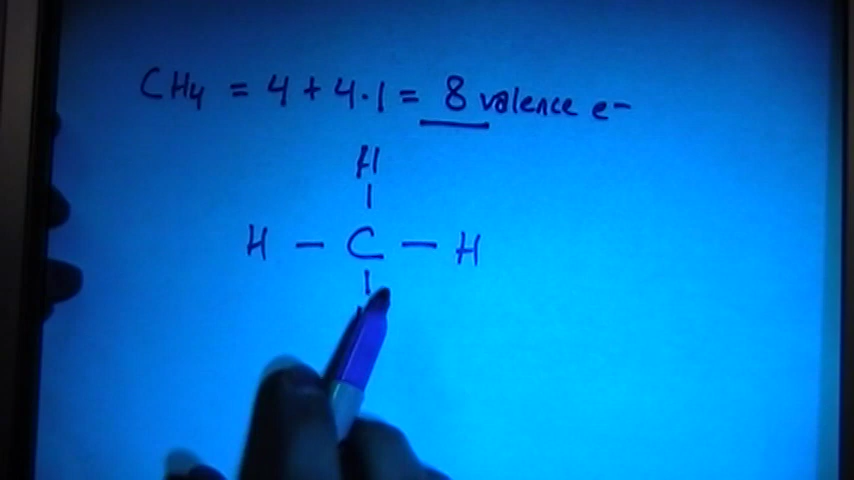 CH4 = 4 + 4·1 = 8 valence e-
H
H - C - H